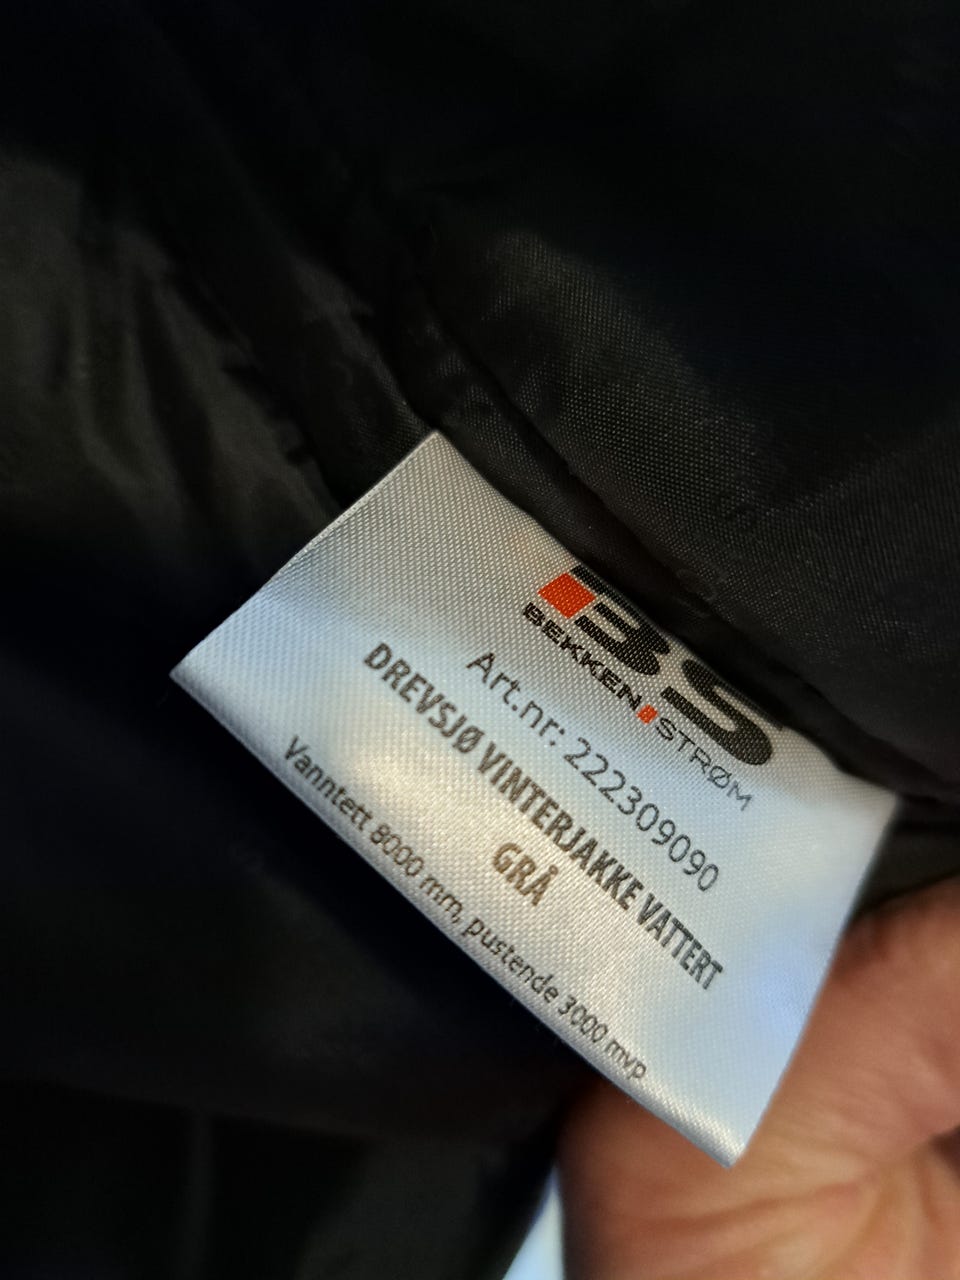 BS
BEKKEN STRØM
Art.nr: 222309090
DREVSJØ VINTERJAKKE VATTERT
GRÅ
Vanntett 8000 mm, pustende 3000 mvp